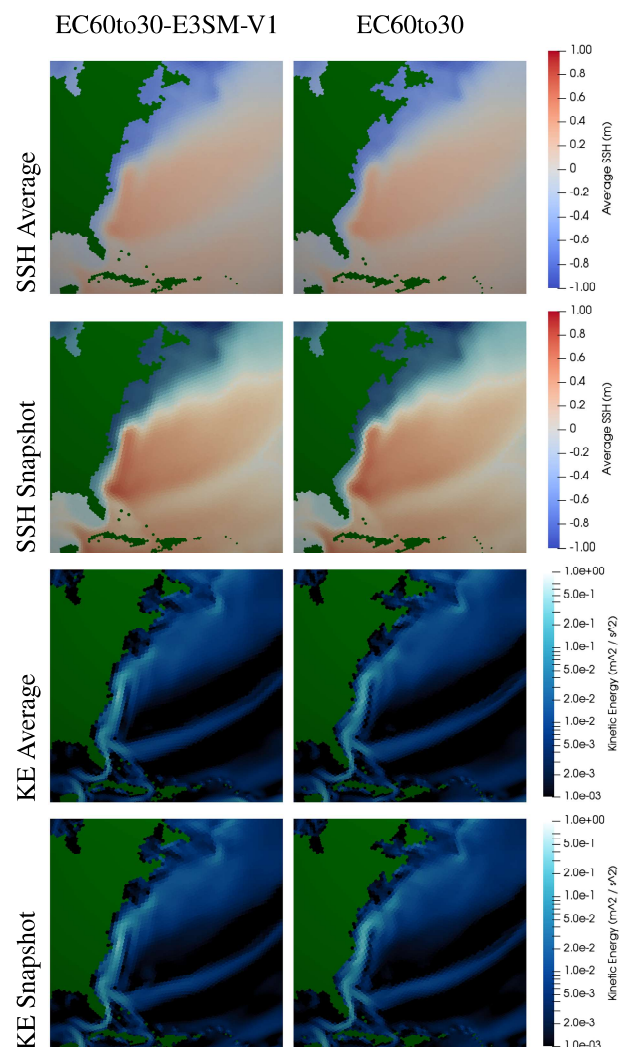 EC60to30-E3SM-V1
EC60to30
SSH Average
1.00
0.8
0.6
0.4
0.2
0
-0.2
-0.4
-0.6
-0.8
-1.00
Average SSH (m)
SSH Snapshot
1.00
0.8
0.6
0.4
0.2
0
-0.2
-0.4
-0.6
-0.8
-1.00
Average SSH (m)
KE Average
1.0e+00
5.0e-1
2.0e-1
1.0e-1
5.0e-2
2.0e-2
1.0e-2
5.0e-3
2.0e-3
1.0e-03
Kinetic Energy (m^2 / s^2)
KE Snapshot
1.0e+00
5.0e-1
2.0e-1
1.0e-1
5.0e-2
2.0e-2
1.0e-2
5.0e-3
2.0e-3
1.0e-03
Kinetic Energy (m^2 / s^2)